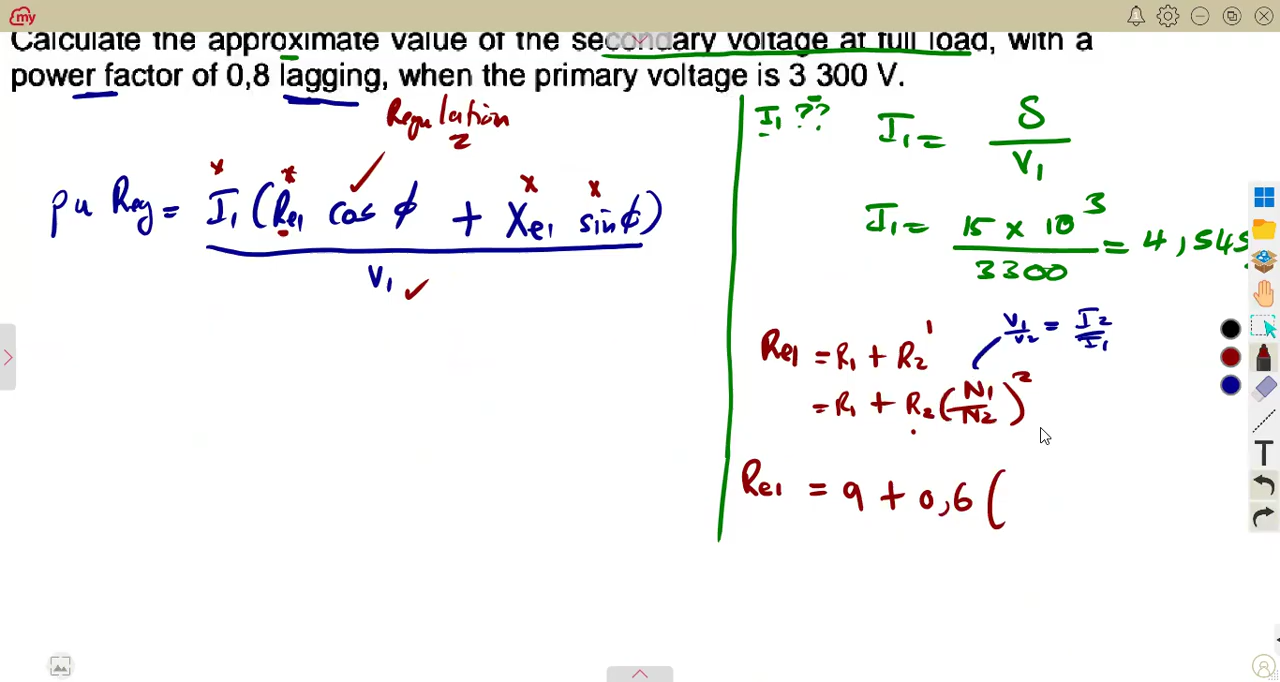 my
Calculate the approximate value of the secondary voltage at full load, with a
power factor of 0,8 lagging, when the primary voltage is 3 300 V.
Regulation
pu Reg = I₁ (Re₁ cos ϕ + Xe₁ sin ϕ)
V₁
I₁ ??
I₁ = S
V₁
I₁ = 15 x 10³ = 4,545
3300
Re₁ = R₁ + R₂'
V₁/V₂ = I₂/I₁
= R₁ + R₂ (N₁/N₂)²
Re₁ = 9 + 0,6 (
T